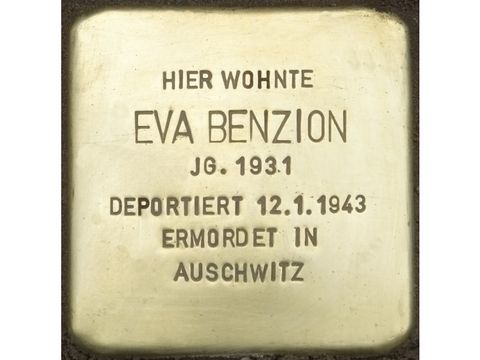 HIER WOHNTE
EVA BENZION
JG. 1931
DEPORTIERT 12.1.1943
ERMORDET IN
AUSCHWITZ